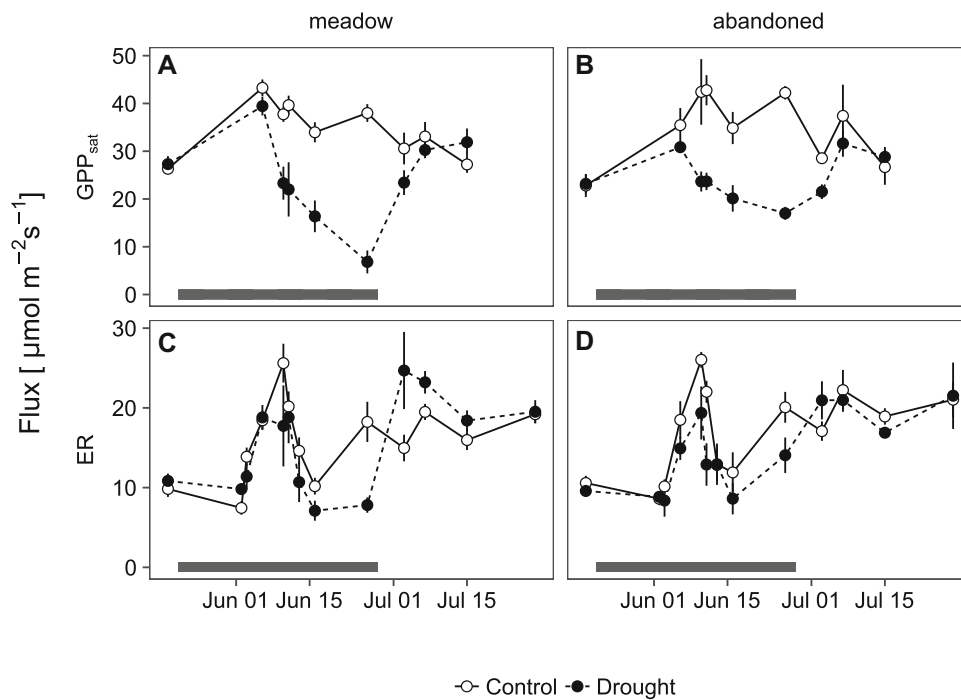 meadow
abandoned
A
B
50
40
30
20
10
0
GPPsat
C
D
30
20
10
0
ER
Flux [ µmol m−2s−1]
Jun 01 Jun 15 Jul 01 Jul 15
Jun 01 Jun 15 Jul 01 Jul 15
Control Drought